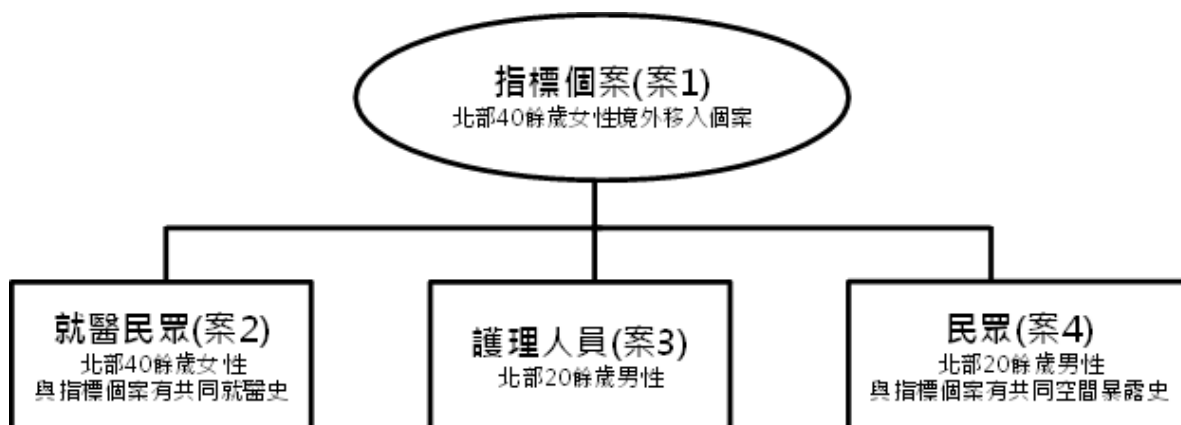 指標個案(案1)
北部40餘歲女性境外移入個案
就醫民眾(案2)
北部40餘歲女性
與指標個案有共同就醫史
護理人員(案3)
北部20餘歲男性
民眾(案4)
北部20餘歲男性
與指標個案有共同空間暴露史